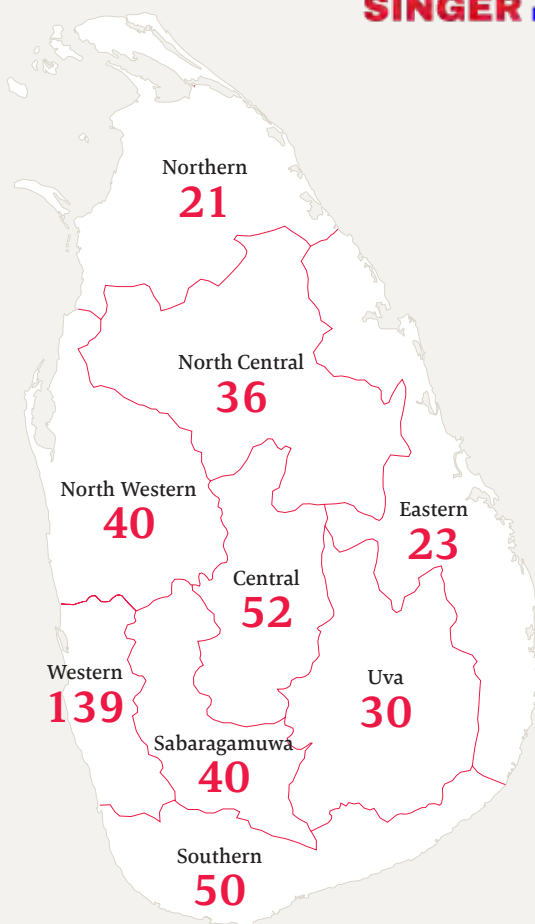 SINGER
Northern
21
North Central
36
North Western
40
Eastern
23
Central
52
Western
139
Uva
30
Sabaragamuwa
40
Southern
50